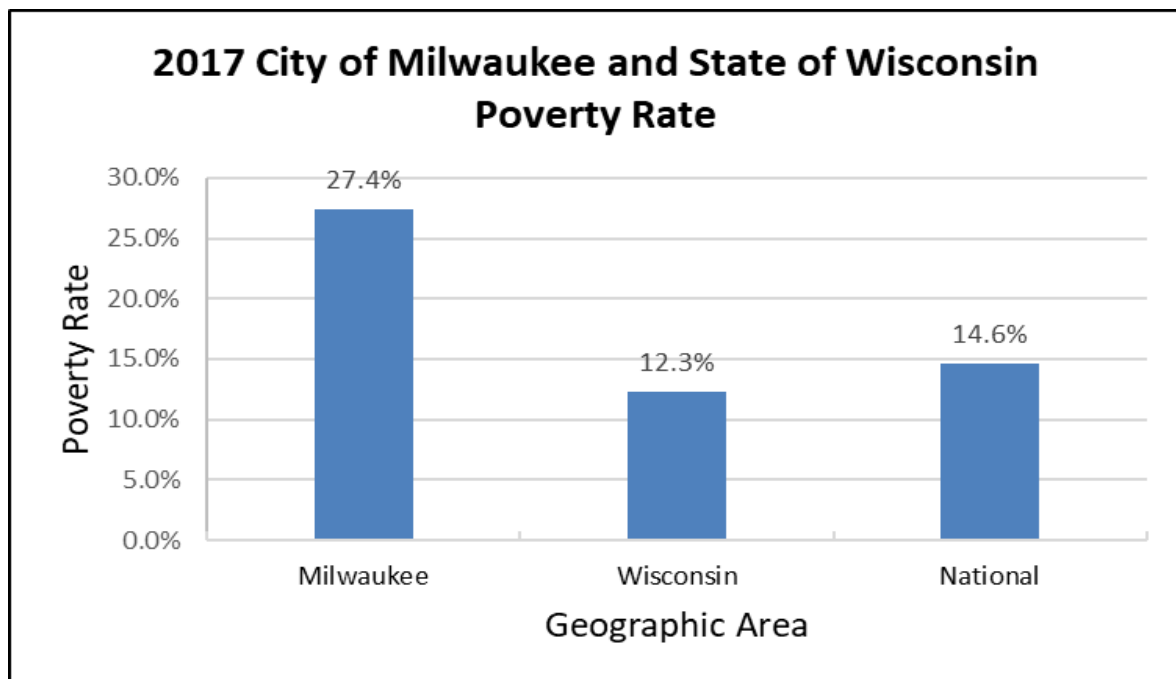 2017 City of Milwaukee and State of Wisconsin
Poverty Rate
30.0%
25.0%
20.0%
15.0%
10.0%
5.0%
0.0%
Poverty Rate
27.4%
12.3%
14.6%
Milwaukee
Wisconsin
National
Geographic Area